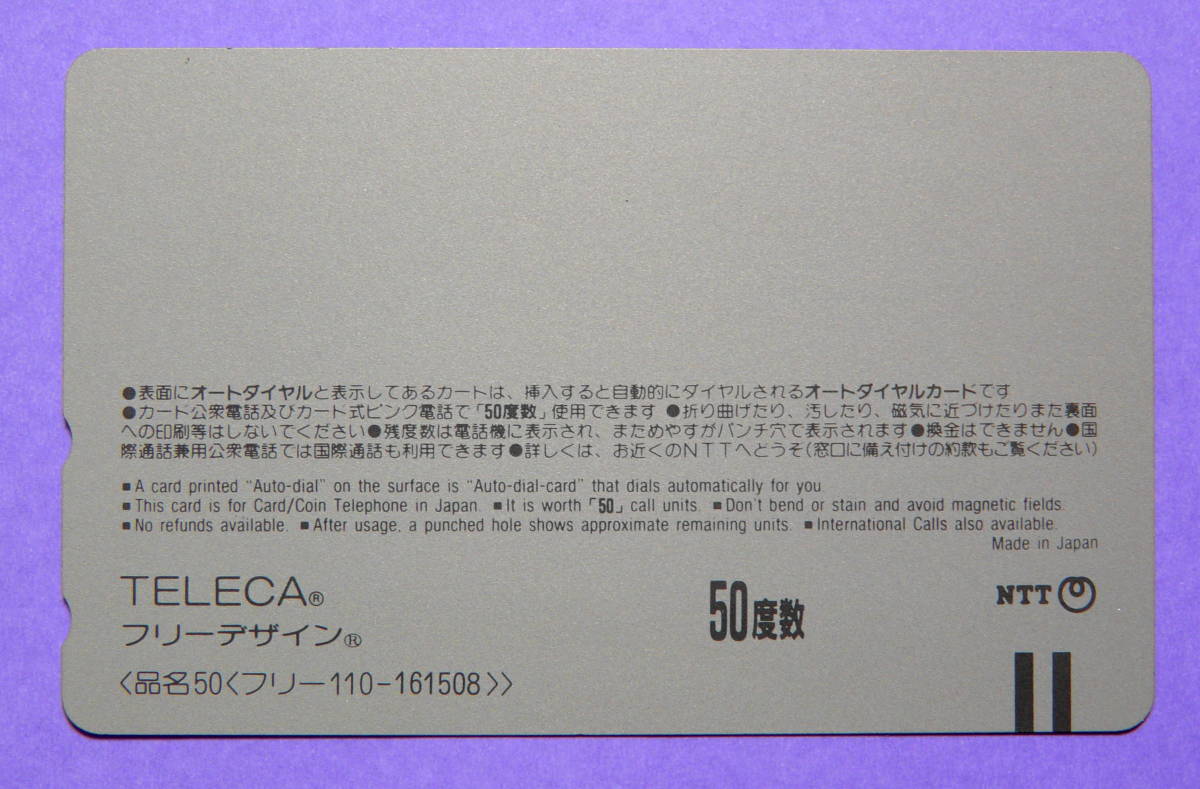 ●表面にオートダイヤルと表示してあるカードは、挿入すると自動的にダイヤルされるオートダイヤルカードです
●カード公衆電話及びカード式ピンク電話で「50度数」使用できます ●折り曲げたり、汚したり、磁気に近づけたりまた裏面
への印刷等はしないでください●残度数は電話機に表示され、まためやすがパンチ穴で表示されます●換金はできません●国
際通話兼用公衆電話では国際通話も利用できます●詳しくは、お近くのNTTへどうぞ(窓口に備え付けの約款もご覧ください)
■A card printed "Auto-dial" on the surface is "Auto-dial-card" that dials automatically for you.
■This card is for Card/Coin Telephone in Japan. ■It is worth「50」call units. ■Don't bend or stain and avoid magnetic fields.
■No refunds available. ■After usage, a punched hole shows approximate remaining units. ■International Calls also available.
Made in Japan
TELECA®
フリーデザイン®
50度数
NTT
〈品名50〈フリー110-161508〉〉